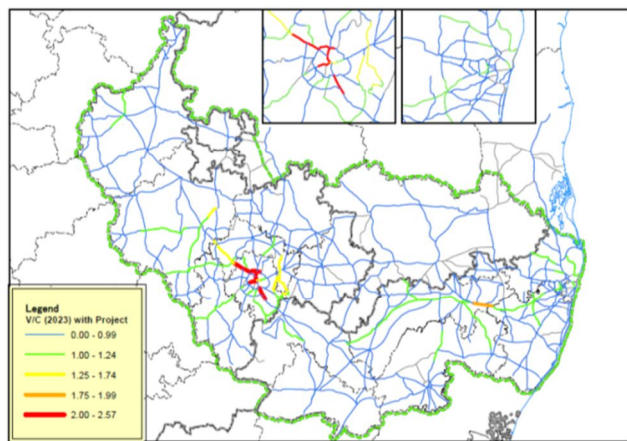 Legend
V/C (2023) with Project
0.00 - 0.99
1.00 - 1.24
1.25 - 1.74
1.75 - 1.99
2.00 - 2.57